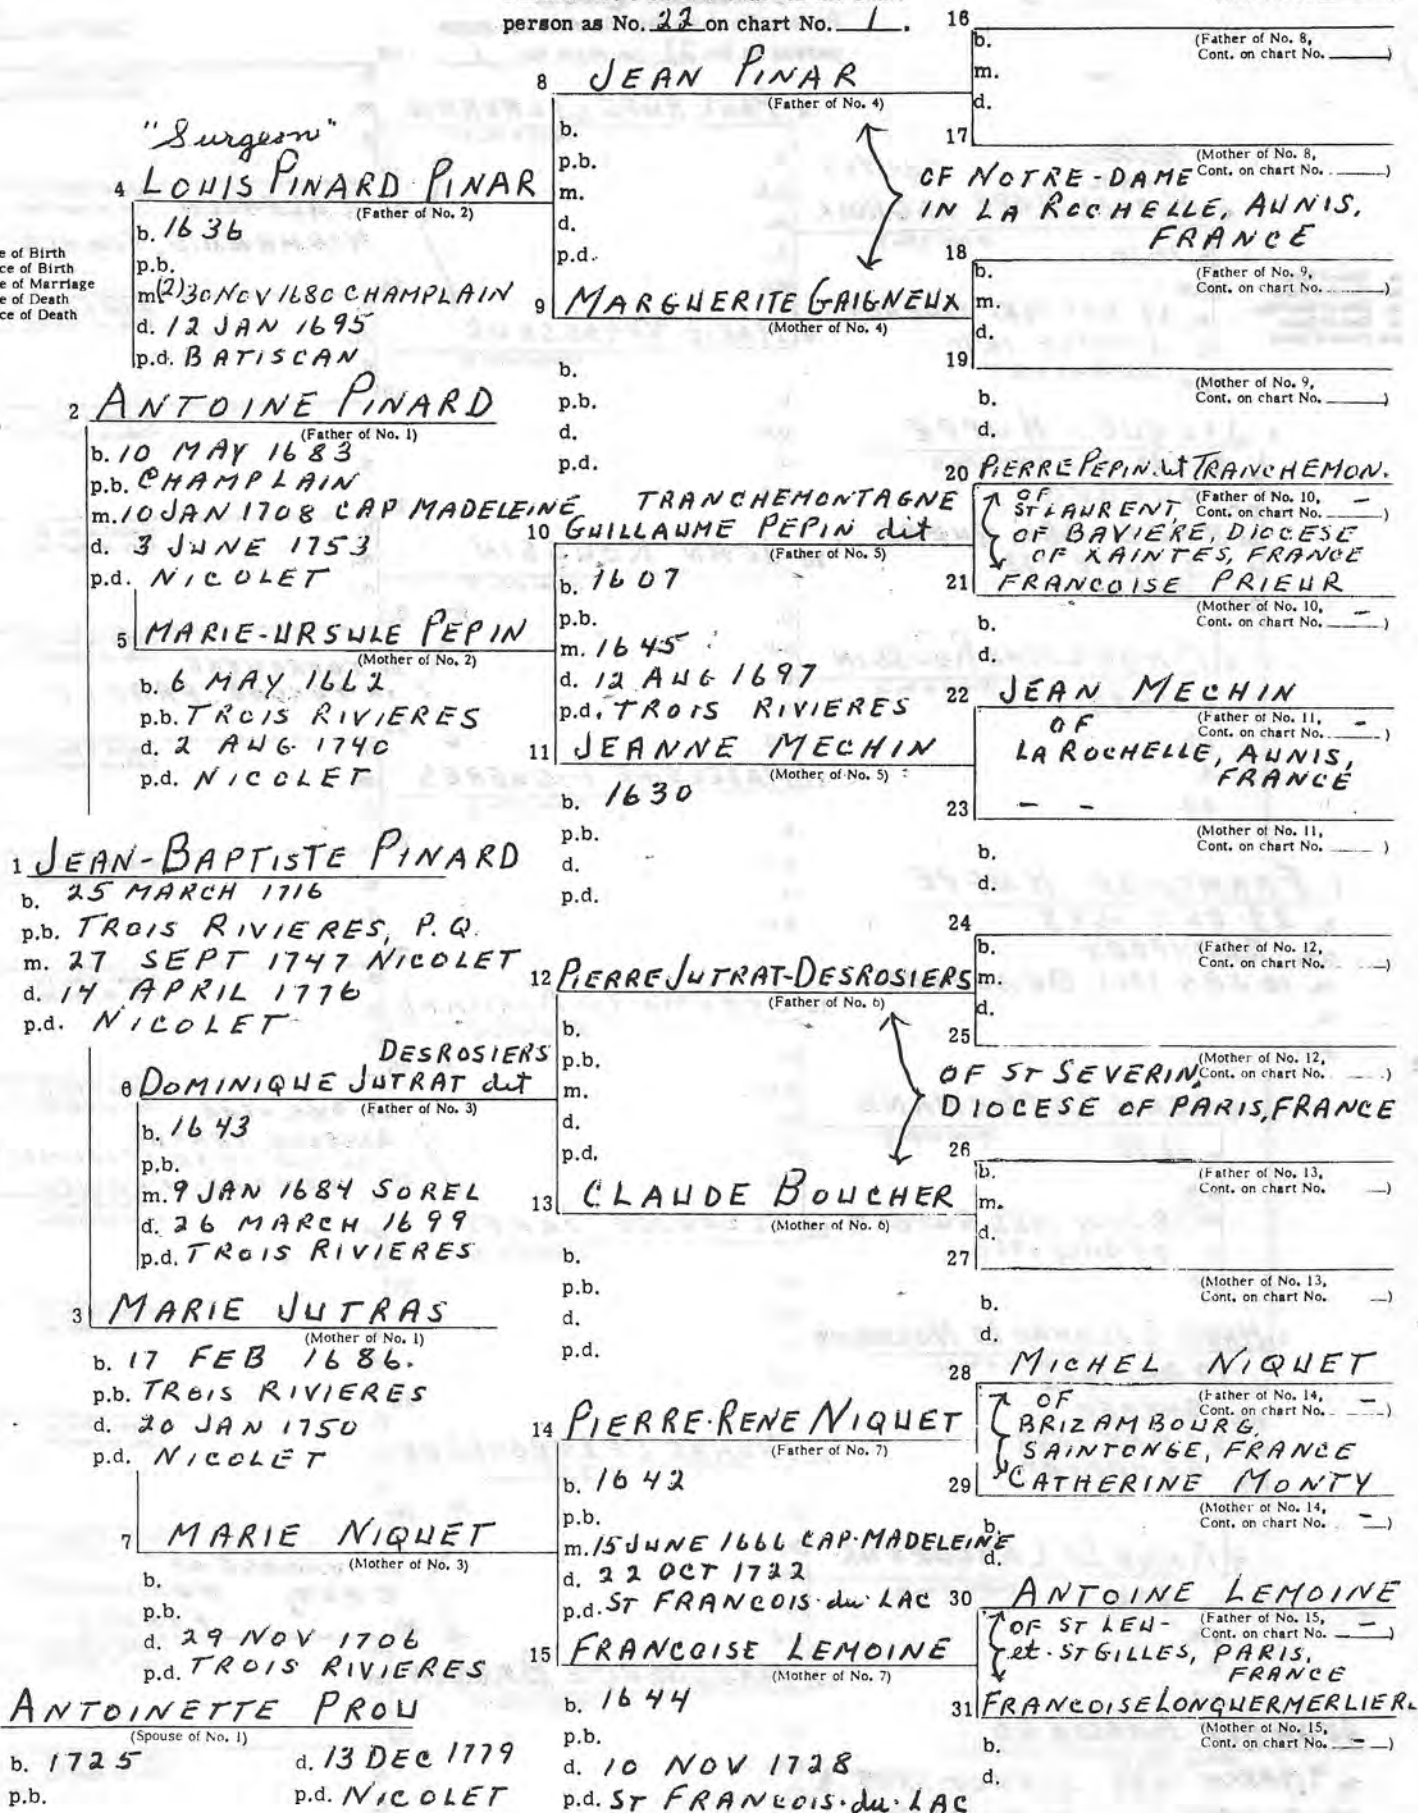 person as No. 22 on chart No. 1.
e of Birth
ce of Birth
e of Marriage
e of Death
ce of Death
"Surgeon"
4 LOUIS PINARD PINAR
(Father of No. 2)
b. 1636
p.b.
m(2) 30 NOV 1680 CHAMPLAIN
d. 12 JAN 1695
p.d. BATISCAN
2 ANTOINE PINARD
(Father of No. 1)
b. 10 MAY 1683
p.b. CHAMPLAIN
m. 10 JAN 1708 CAP MADELEINE
d. 3 JUNE 1753
p.d. NICOLET
5 MARIE-URSULE PEPIN
(Mother of No. 2)
b. 6 MAY 1662
p.b. TROIS RIVIERES
d. 2 AUG 1740
p.d. NICOLET
1 JEAN-BAPTISTE PINARD
b. 25 MARCH 1716
p.b. TROIS RIVIERES, P.Q.
m. 27 SEPT 1747 NICOLET
d. 14 APRIL 1776
p.d. NICOLET
DESROSIERS
6 DOMINIQUE JUTRAT dit
(Father of No. 3)
b. 1643
p.b.
m. 9 JAN 1684 SOREL
d. 26 MARCH 1699
p.d. TROIS RIVIERES
3 MARIE JUTRAS
(Mother of No. 1)
b. 17 FEB 1686.
p.b. TROIS RIVIERES
d. 20 JAN 1750
p.d. NICOLET
7 MARIE NIQUET
(Mother of No. 3)
b.
p.b.
d. 29 NOV 1706
p.d. TROIS RIVIERES
ANTOINETTE PROU
(Spouse of No. 1)
b. 1725 d. 13 DEC 1779
p.b. p.d. NICOLET
8 JEAN PINAR
(Father of No. 4)
b.
p.b.
m.
d.
p.d.
9 MARGUERITE GAIGNEUX
(Mother of No. 4)
b.
p.b.
d.
p.d.
TRANCHEMONTAGNE
10 GUILLAUME PEPIN dit
(Father of No. 5)
b. 1607
p.b.
m. 1645
d. 12 AUG 1697
p.d. TROIS RIVIERES
11 JEANNE MECHIN
(Mother of No. 5)
b. 1630
p.b.
d.
p.d.
12 PIERRE JUTRAT-DESROSIERS
(Father of No. 6)
b.
p.b.
m.
d.
p.d.
13 CLAUDE BOUCHER
(Mother of No. 6)
b.
p.b.
d.
p.d.
14 PIERRE-RENE NIQUET
(Father of No. 7)
b. 1642
p.b.
m. 15 JUNE 1666 CAP-MADELEINE
d. 22 OCT 1722
p.d. ST FRANCOIS-du-LAC
15 FRANCOISE LEMOINE
(Mother of No. 7)
b. 1644
p.b.
d. 10 NOV 1728
p.d. ST FRANCOIS-du-LAC
16
b. (Father of No. 8,
m. Cont. on chart No. )
d.
17
(Mother of No. 8,
Cont. on chart No. )
OF NOTRE-DAME
IN LA ROCHELLE, AUNIS,
FRANCE
18
b. (Father of No. 9,
m. Cont. on chart No. )
d.
19
(Mother of No. 9,
b. Cont. on chart No. )
d.
20 PIERRE PEPIN dit TRANCHEMON.
OF (Father of No. 10, -
ST LAURENT, Cont. on chart No. )
OF BAVIERE, DIOCESE
OF XAINTES, FRANCE
21 FRANCOISE PRIEUR
(Mother of No. 10, -
b. Cont. on chart No. )
d.
22 JEAN MECHIN
OF (Father of No. 11, -
Cont. on chart No. )
LA ROCHELLE, AUNIS,
FRANCE
23 - -
(Mother of No. 11,
b. Cont. on chart No. )
d.
24
b. (Father of No. 12,
m. Cont. on chart No. )
d.
25
(Mother of No. 12,
Cont. on chart No. )
OF ST SEVERIN,
DIOCESE OF PARIS, FRANCE
26
b. (Father of No. 13,
m. Cont. on chart No. )
d.
27
(Mother of No. 13,
b. Cont. on chart No. )
d.
28 MICHEL NIQUET
OF (Father of No. 14, -
Cont. on chart No. )
BRIZAMBOURG,
SAINTONGE, FRANCE
29 CATHERINE MONTY
(Mother of No. 14, -
b. Cont. on chart No. )
d.
30 ANTOINE LEMOINE
OF ST LEU- (Father of No. 15, -
Cont. on chart No. )
et-ST GILLES, PARIS,
FRANCE
31 FRANCOISE LONQUERMERLIER
(Mother of No. 15,
b. Cont. on chart No. - )
d.